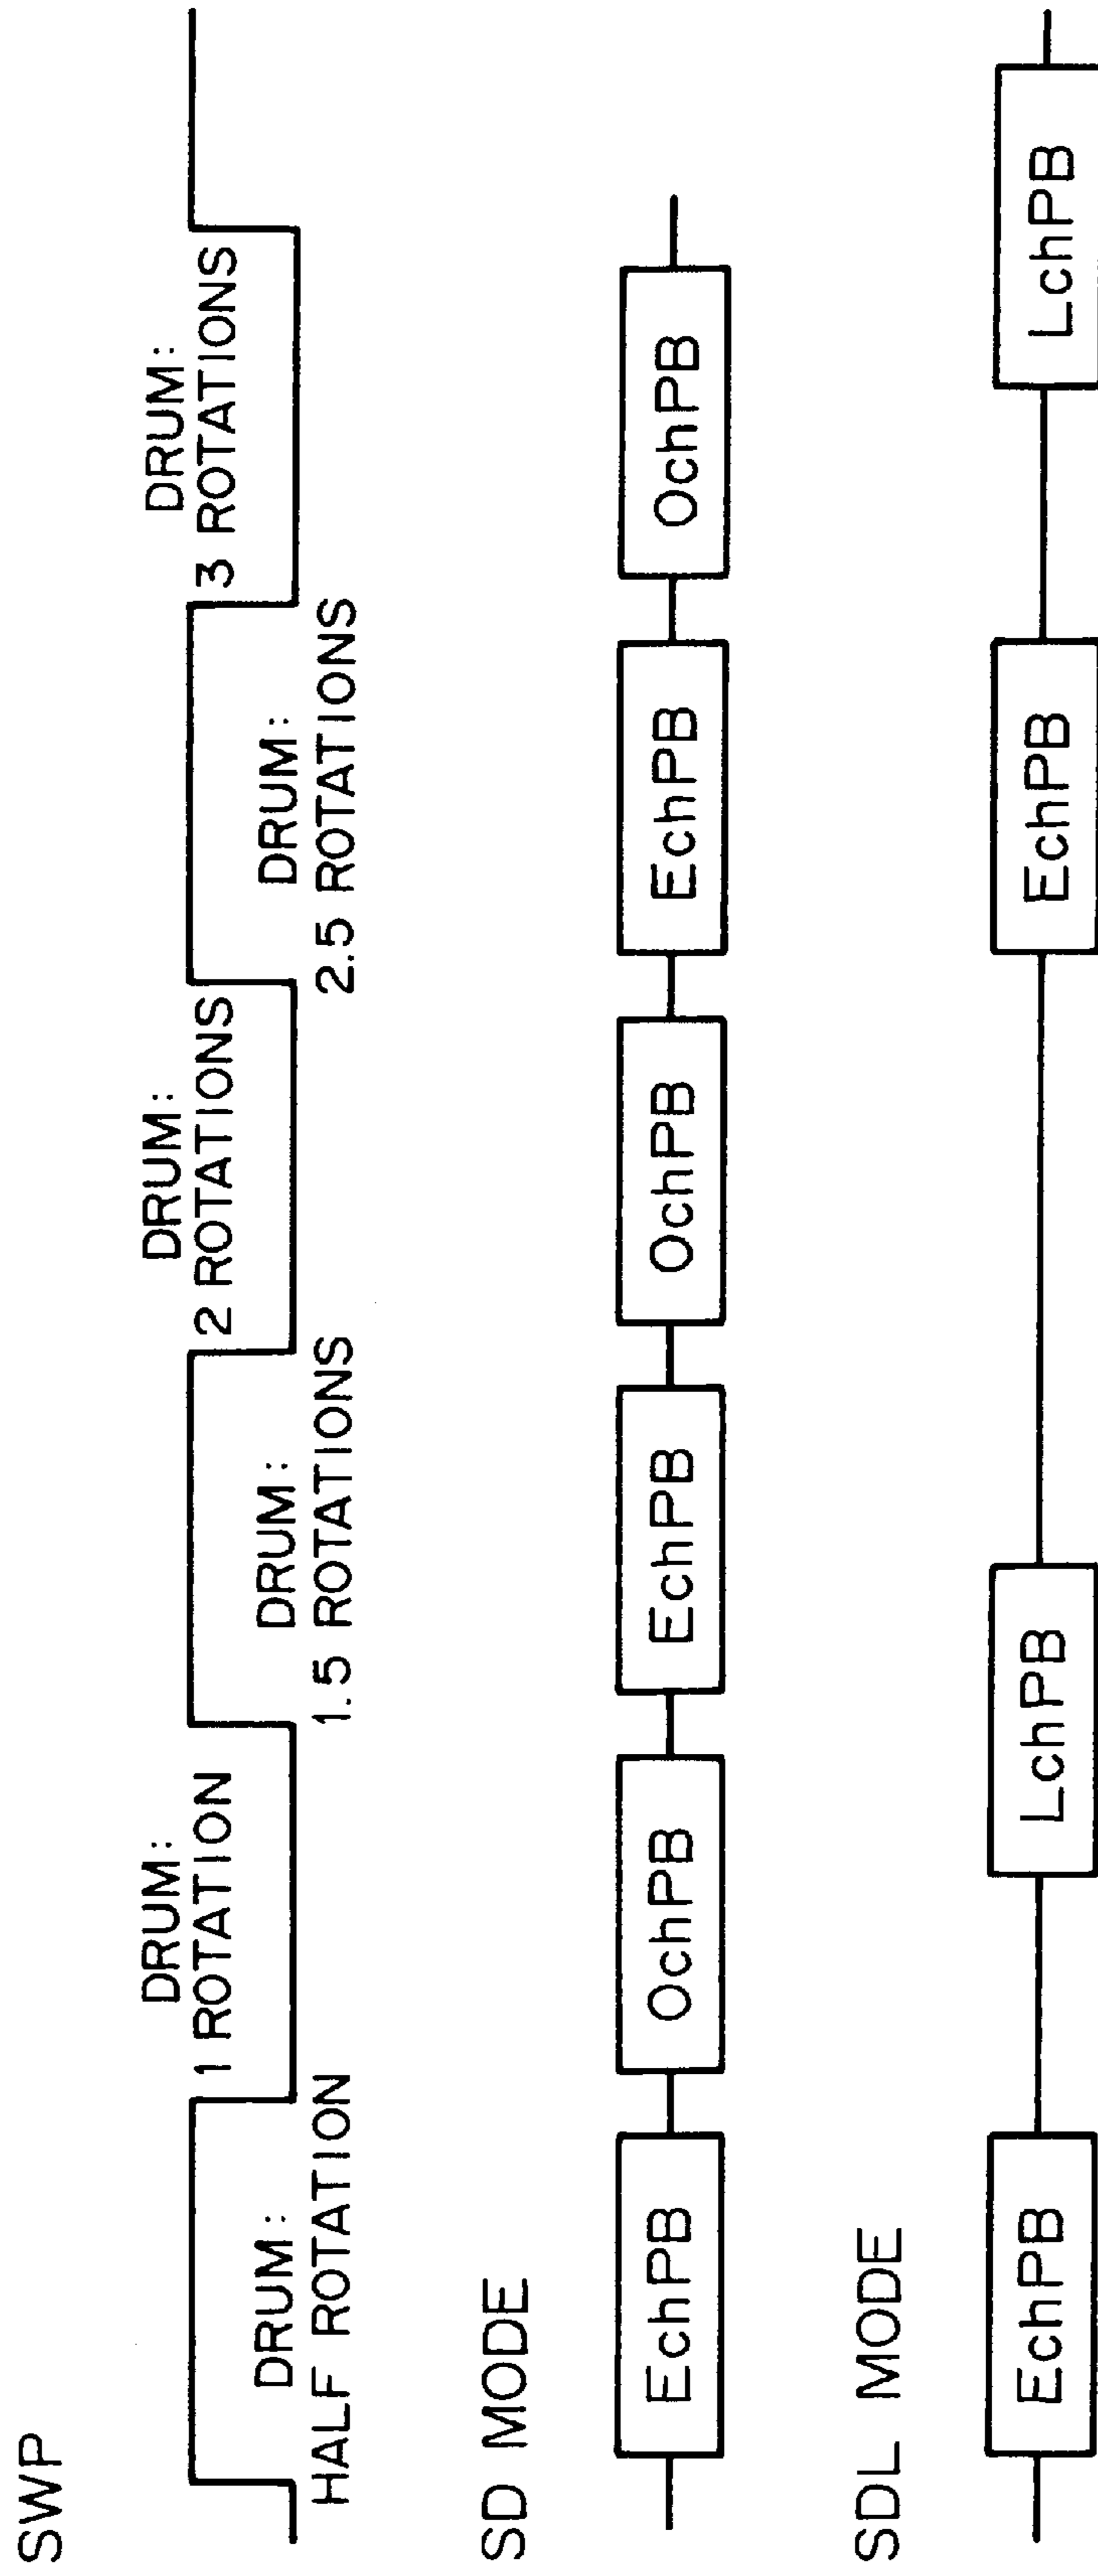 SWP
DRUM:
1 ROTATION
DRUM:
2 ROTATIONS
DRUM:
3 ROTATIONS
DRUM:
HALF ROTATION
DRUM:
1.5 ROTATIONS
DRUM:
2.5 ROTATIONS
SD MODE
EchPB
OchPB
EchPB
OchPB
EchPB
OchPB
SDL MODE
EchPB
LchPB
EchPB
LchPB